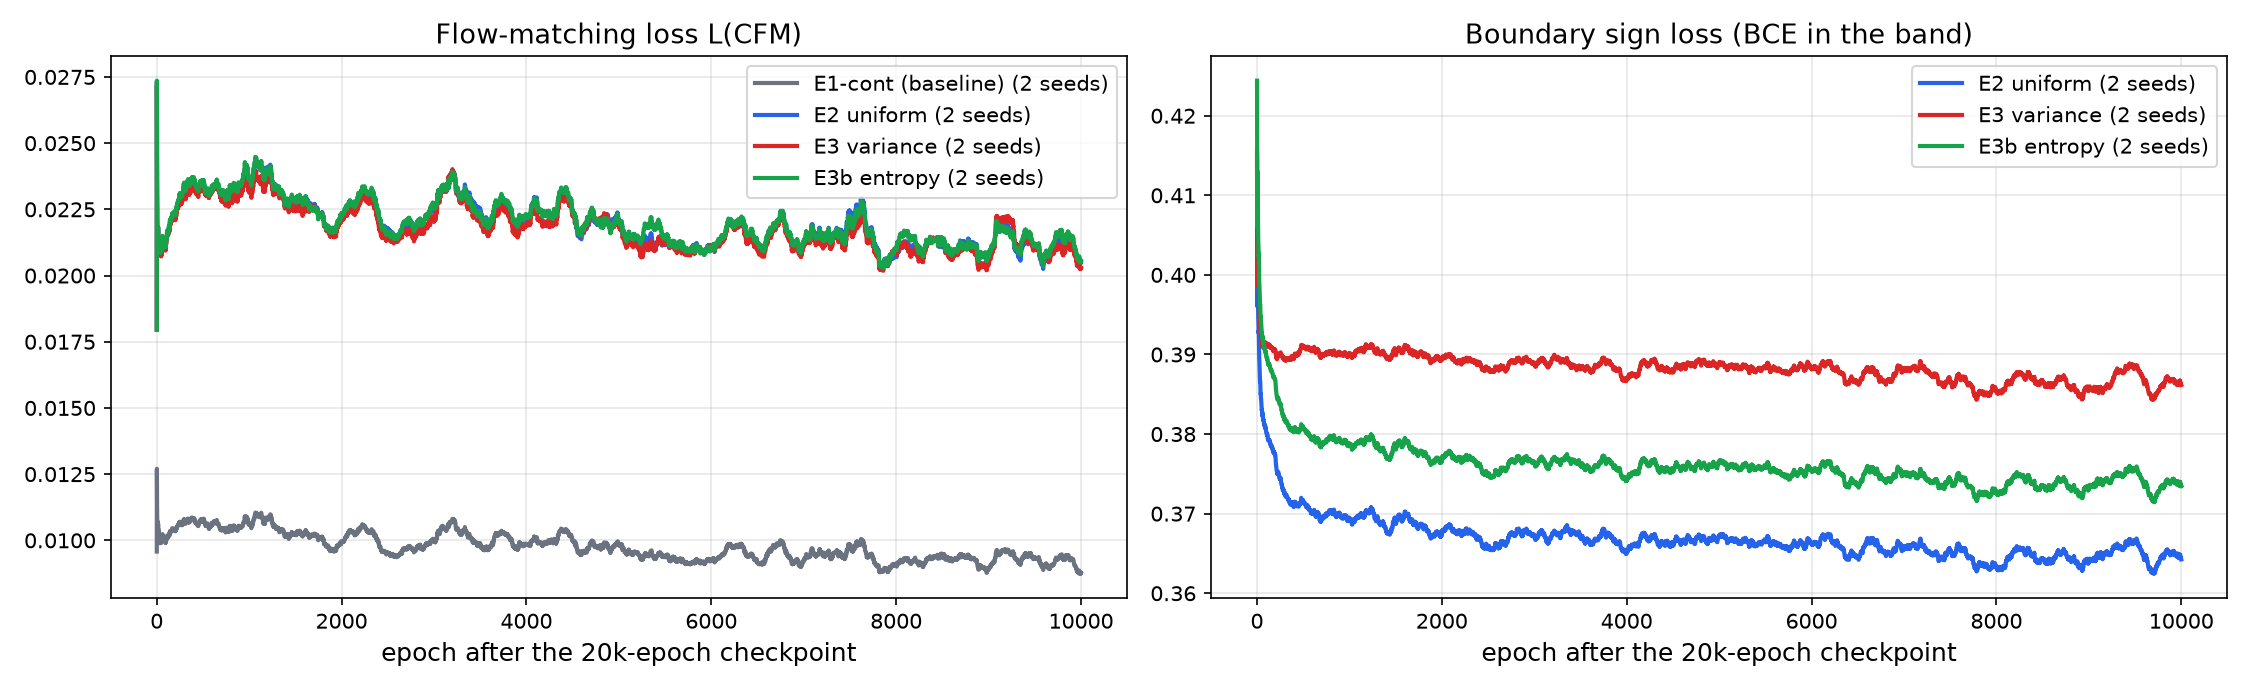 Flow-matching loss L(CFM)
0.0275
0.0250
0.0225
0.0200
0.0175
0.0150
0.0125
0.0100
E1-cont (baseline) (2 seeds)
E2 uniform (2 seeds)
E3 variance (2 seeds)
E3b entropy (2 seeds)
0 2000 4000 6000 8000 10000
epoch after the 20k-epoch checkpoint
Boundary sign loss (BCE in the band)
0.42
0.41
0.40
0.39
0.38
0.37
0.36
E2 uniform (2 seeds)
E3 variance (2 seeds)
E3b entropy (2 seeds)
0 2000 4000 6000 8000 10000
epoch after the 20k-epoch checkpoint